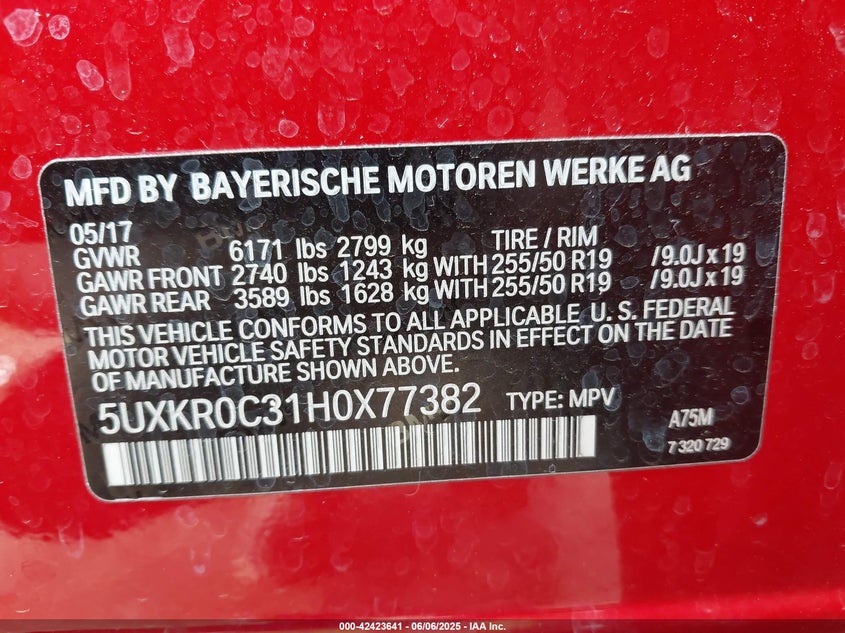 MFD BY BAYERISCHE MOTOREN WERKE AG
05/17
GVWR 6171 lbs 2799 kg TIRE / RIM
GAWR FRONT 2740 lbs 1243 kg WITH 255/50 R19 /9.0J x 19
GAWR REAR 3589 lbs 1628 kg WITH 255/50 R19 /9.0J x 19
THIS VEHICLE CONFORMS TO ALL APPLICABLE U. S. FEDERAL
MOTOR VEHICLE SAFETY STANDARDS IN EFFECT ON THE DATE
OF MANUFACTURE SHOWN ABOVE.
5UXKR0C31H0X77382 TYPE: MPV
A75M
7 320 729
000-42423641 - 06/06/2025 - IAA Inc.